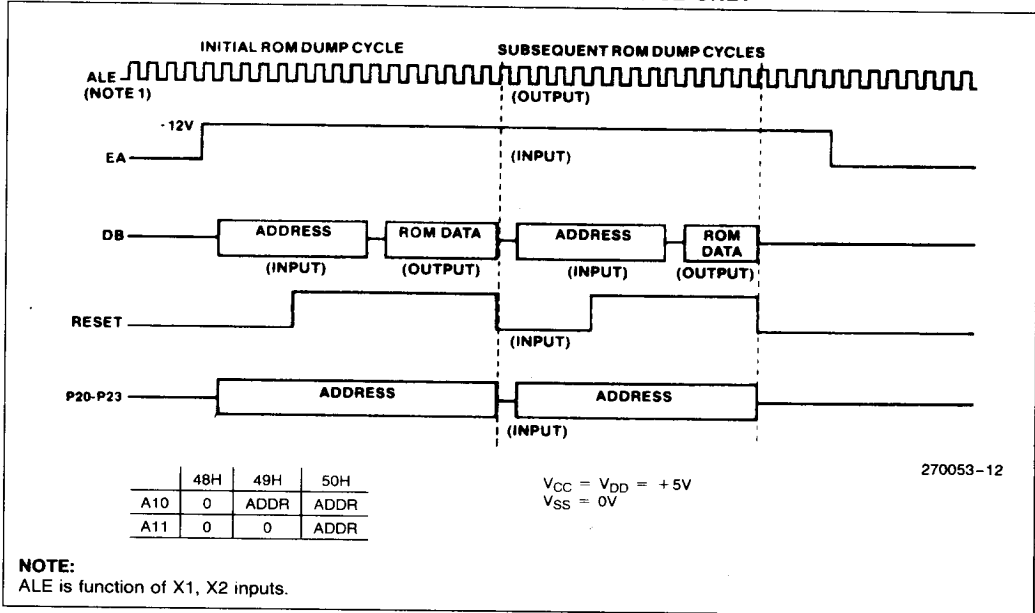 INITIAL ROM DUMP CYCLE
SUBSEQUENT ROM DUMP CYCLES
ALE
(NOTE 1)
(OUTPUT)
-12V
EA
(INPUT)
DB
ADDRESS
ROM DATA
ADDRESS
ROM
DATA
(INPUT)
(OUTPUT)
(INPUT)
(OUTPUT)
RESET
(INPUT)
P20-P23
ADDRESS
ADDRESS
(INPUT)
270053-12
48H 49H 50H
A10 0 ADDR ADDR
A11 0 0 ADDR
VCC = VDD = +5V
VSS = 0V
NOTE:
ALE is function of X1, X2 inputs.